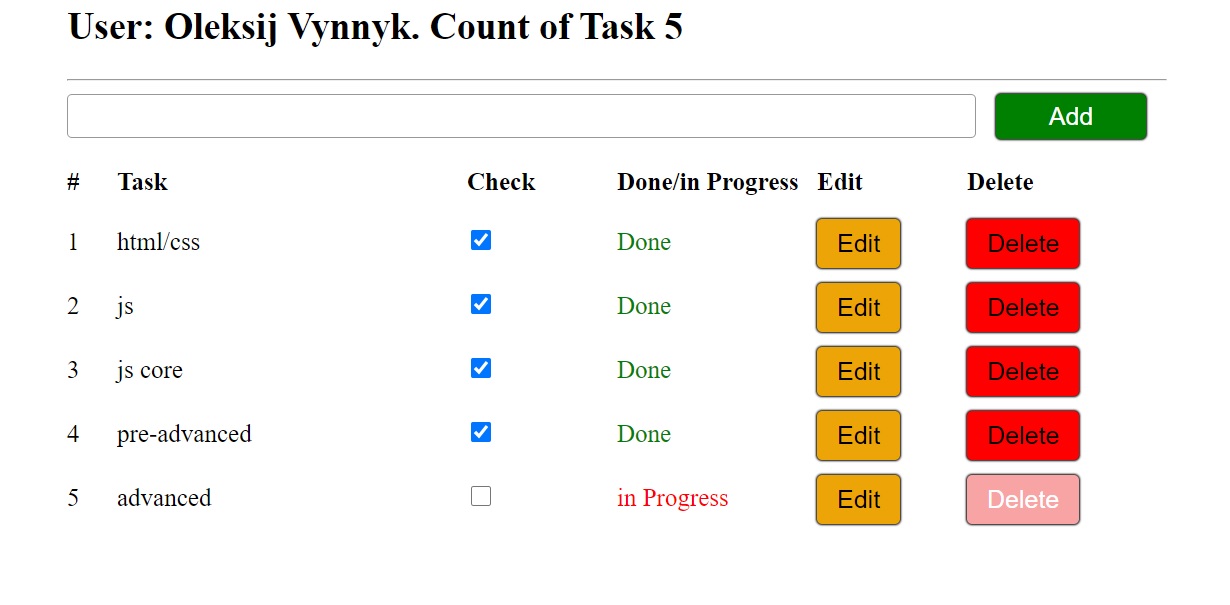 User: Oleksij Vynnyk. Count of Task 5
Add
# Task Check Done/in Progress Edit Delete
1 html/css Done Edit Delete
2 js Done Edit Delete
3 js core Done Edit Delete
4 pre-advanced Done Edit Delete
5 advanced in Progress Edit Delete